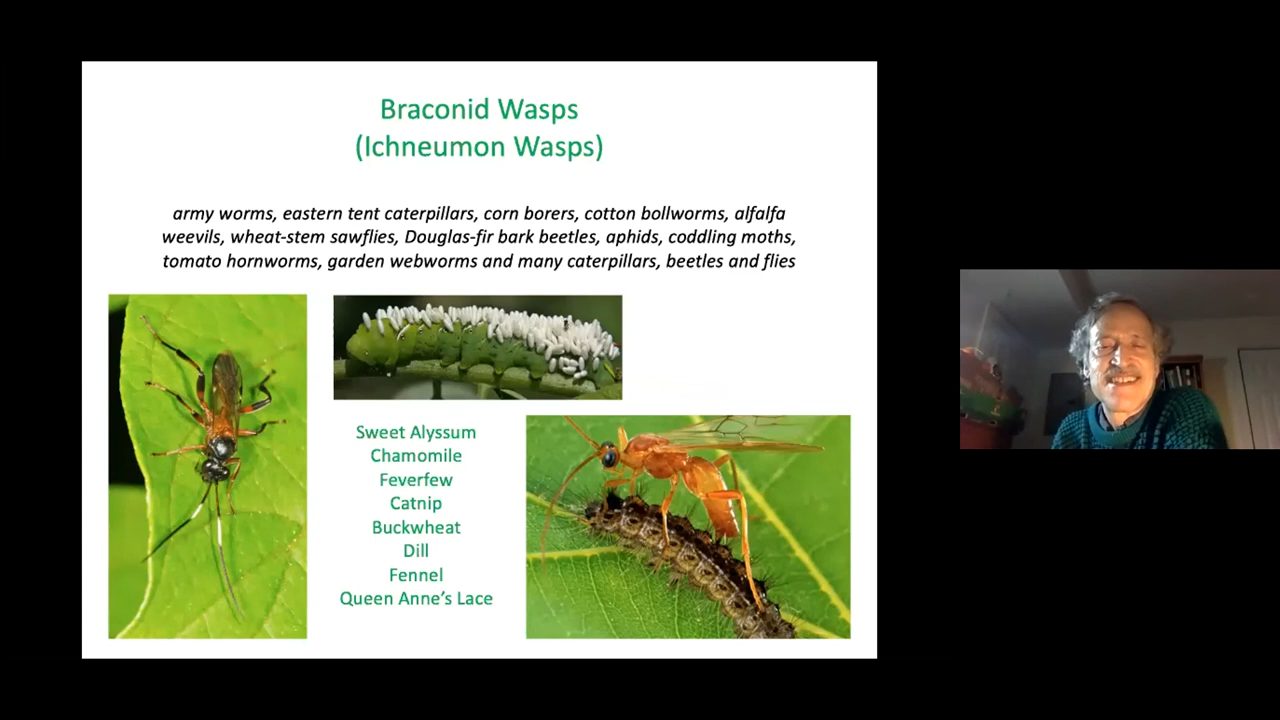 Braconid Wasps
(Ichneumon Wasps)
army worms, eastern tent caterpillars, corn borers, cotton bollworms, alfalfa
weevils, wheat-stem sawflies, Douglas-fir bark beetles, aphids, coddling moths,
tomato hornworms, garden webworms and many caterpillars, beetles and flies
Sweet Alyssum
Chamomile
Feverfew
Catnip
Buckwheat
Dill
Fennel
Queen Anne’s Lace